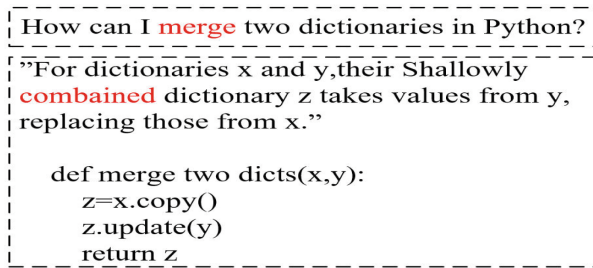 How can I merge two dictionaries in Python?
”For dictionaries x and y,their Shallowly
combained dictionary z takes values from y,
replacing those from x.”
def merge two dicts(x,y):
z=x.copy()
z.update(y)
return z